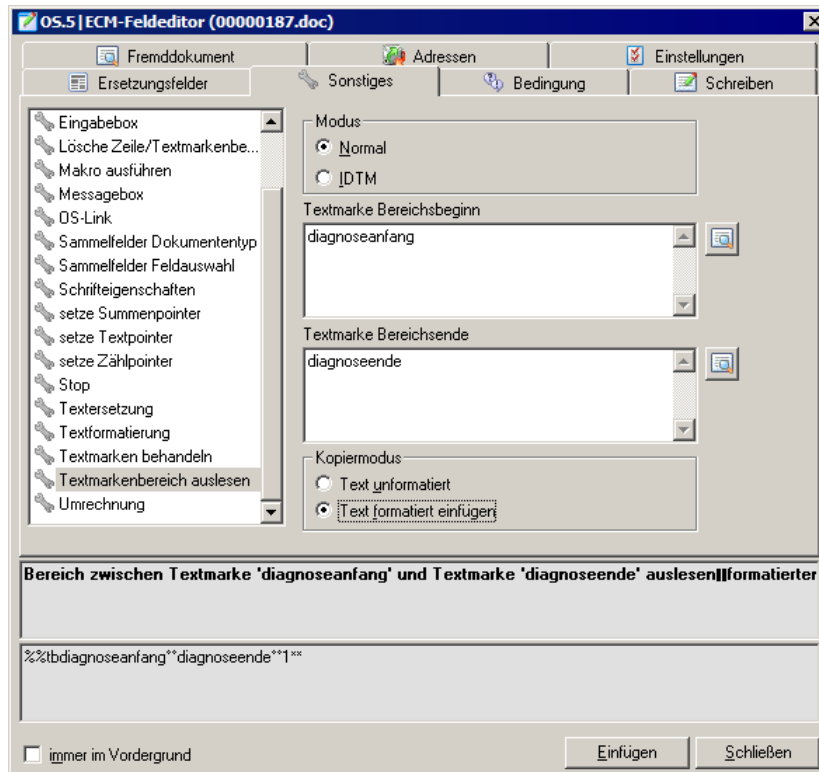 OS.5|ECM-Feldeditor (00000187.doc)
Fremddokument
Adressen
Einstellungen
Ersetzungsfelder
Sonstiges
Bedingung
Schreiben
Eingabebox
Lösche Zeile/Textmarkenbe...
Makro ausführen
Messagebox
OS-Link
Sammelfelder Dokumententyp
Sammelfelder Feldauswahl
Schrifteigenschaften
setze Summenpointer
setze Textpointer
setze Zählpointer
Stop
Textersetzung
Textformatierung
Textmarken behandeln
Textmarkenbereich auslesen
Umrechnung
Modus
Normal
IDTM
Textmarke Bereichsbeginn
diagnoseanfang
Textmarke Bereichsende
diagnoseende
Kopiermodus
Text unformatiert
Text formatiert einfügen
Bereich zwischen Textmarke 'diagnoseanfang' und Textmarke 'diagnoseende' auslesen||formatierter
%%tbdiagnoseanfang**diagnoseende**1**
immer im Vordergrund
Einfügen
Schließen